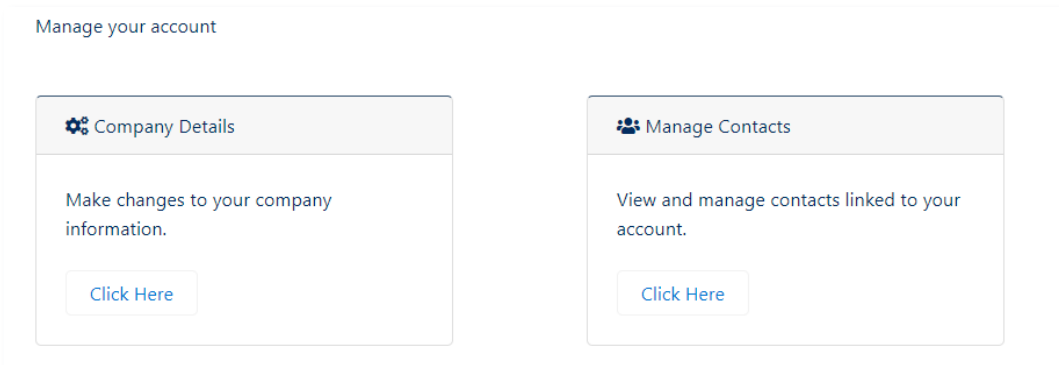 Manage your account
Company Details
Make changes to your company
information.
Click Here
Manage Contacts
View and manage contacts linked to your
account.
Click Here